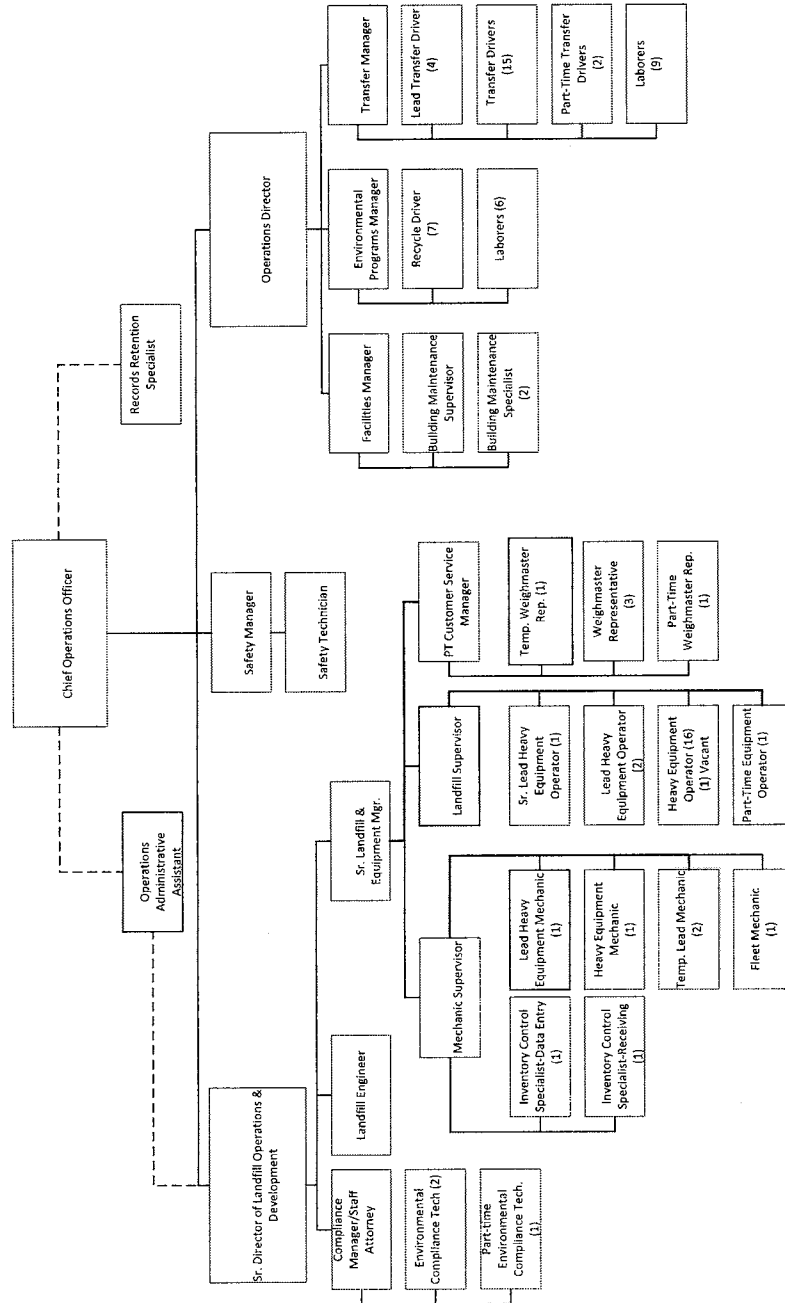 Chief Operations Officer
Operations
Administrative
Assistant
Records Retention
Specialist
Sr. Director of Landfill Operations &
Development
Safety Manager
Safety Technician
Operations Director
Compliance
Manager/Staff
Attorney
Environmental
Compliance Tech (2)
Part-time
Environmental
Compliance Tech.
(1)
Landfill Engineer
Sr. Landfill &
Equipment Mgr.
Mechanic Supervisor
Inventory Control
Specialist-Data Entry
(1)
Inventory Control
Specialist-Receiving
(1)
Lead Heavy
Equipment Mechanic
(1)
Heavy Equipment
Mechanic
(1)
Temp. Lead Mechanic
(2)
Fleet Mechanic
(1)
Landfill Supervisor
Sr. Lead Heavy
Equipment
Operator (1)
Lead Heavy
Equipment Operator
(2)
Heavy Equipment
Operator (16)
(1) Vacant
Part-Time Equipment
Operator (1)
PT Customer Service
Manager
Temp. Weighmaster
Rep. (1)
Weighmaster
Representative
(3)
Part-Time
Weighmaster Rep.
(1)
Facilities Manager
Building Maintenance
Supervisor
Building Maintenance
Specialist
(2)
Environmental
Programs Manager
Recycle Driver
(7)
Laborers (6)
Transfer Manager
Lead Transfer Driver
(4)
Transfer Drivers
(15)
Part-Time Transfer
Drivers
(2)
Laborers
(9)